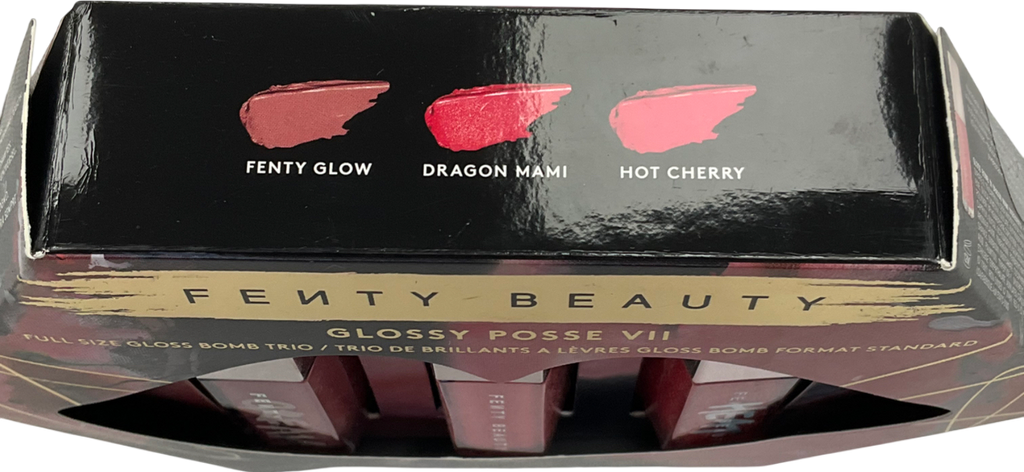 FENTY GLOW
DRAGON MAMI
HOT CHERRY
FEИTY BEAUTY
GLOSSY POSSE VII
FULL SIZE GLOSS BOMB TRIO / TRIO DE BRILLANTS A LÈVRES GLOSS BOMB FORMAT STANDARD
FENTY BEAUTY